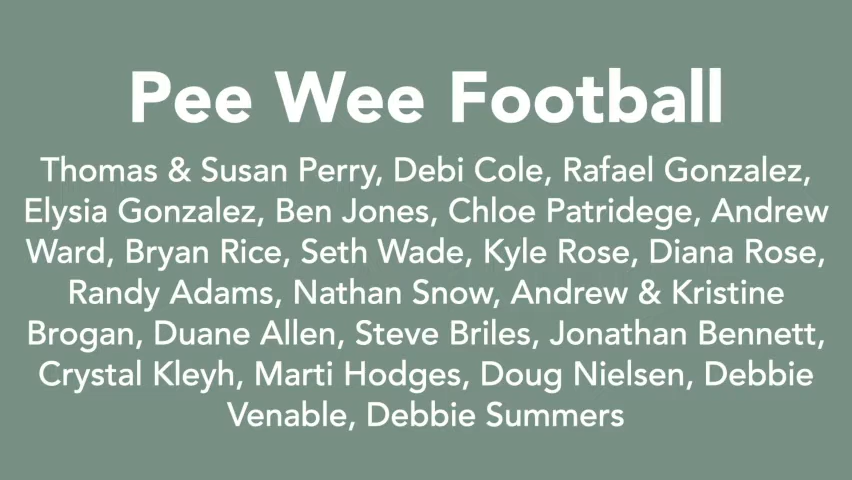 Pee Wee Football
Thomas & Susan Perry, Debi Cole, Rafael Gonzalez,
Elysia Gonzalez, Ben Jones, Chloe Patridege, Andrew
Ward, Bryan Rice, Seth Wade, Kyle Rose, Diana Rose,
Randy Adams, Nathan Snow, Andrew & Kristine
Brogan, Duane Allen, Steve Briles, Jonathan Bennett,
Crystal Kleyh, Marti Hodges, Doug Nielsen, Debbie
Venable, Debbie Summers